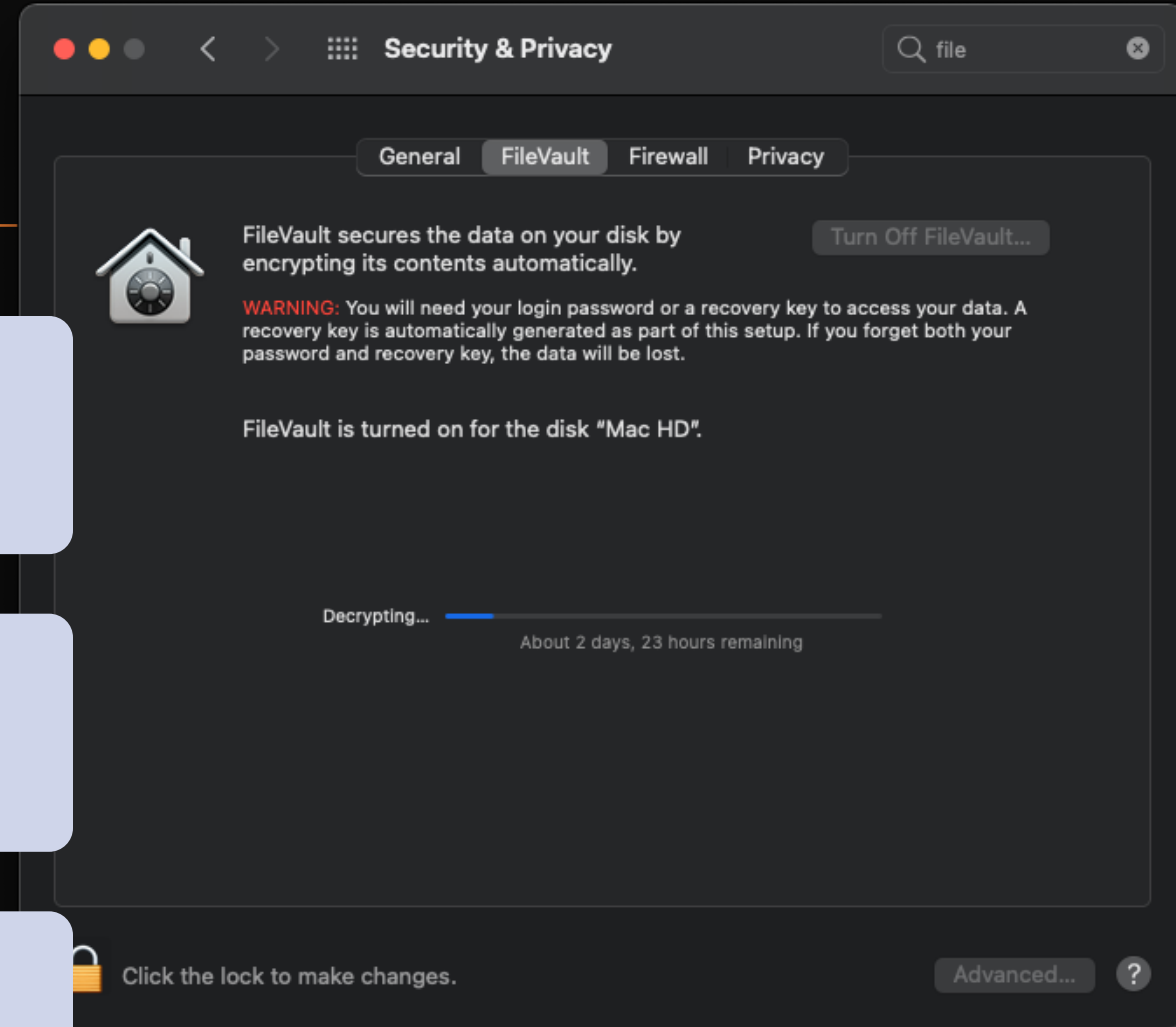 Security & Privacy
file
General
FileVault
Firewall
Privacy
FileVault secures the data on your disk by
encrypting its contents automatically.
Turn Off FileVault...
WARNING: You will need your login password or a recovery key to access your data. A
recovery key is automatically generated as part of this setup. If you forget both your
password and recovery key, the data will be lost.
FileVault is turned on for the disk “Mac HD”.
Decrypting...
About 2 days, 23 hours remaining
Click the lock to make changes.
Advanced...
?